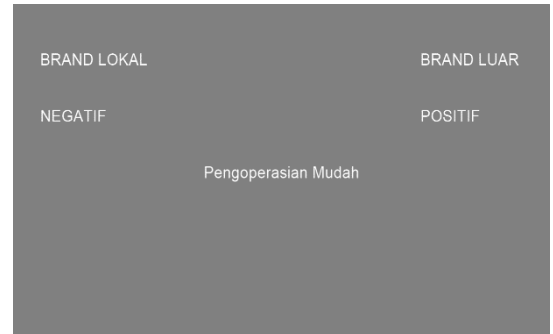 BRAND LOKAL BRAND LUAR
NEGATIF POSITIF
Pengoperasian Mudah